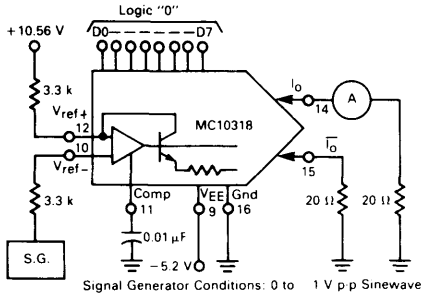 Logic "0"
+10.56 V
D0 D7
3.3 k
Vref+
12
10
Vref-
MC10318
Io
14
A
Io
15
3.3 k
Comp
11
VEE
9
Gnd
16
20 Ω
20 Ω
0.01 μF
-5.2 V
S.G.
Signal Generator Conditions: 0 to 1 V p-p Sinewave